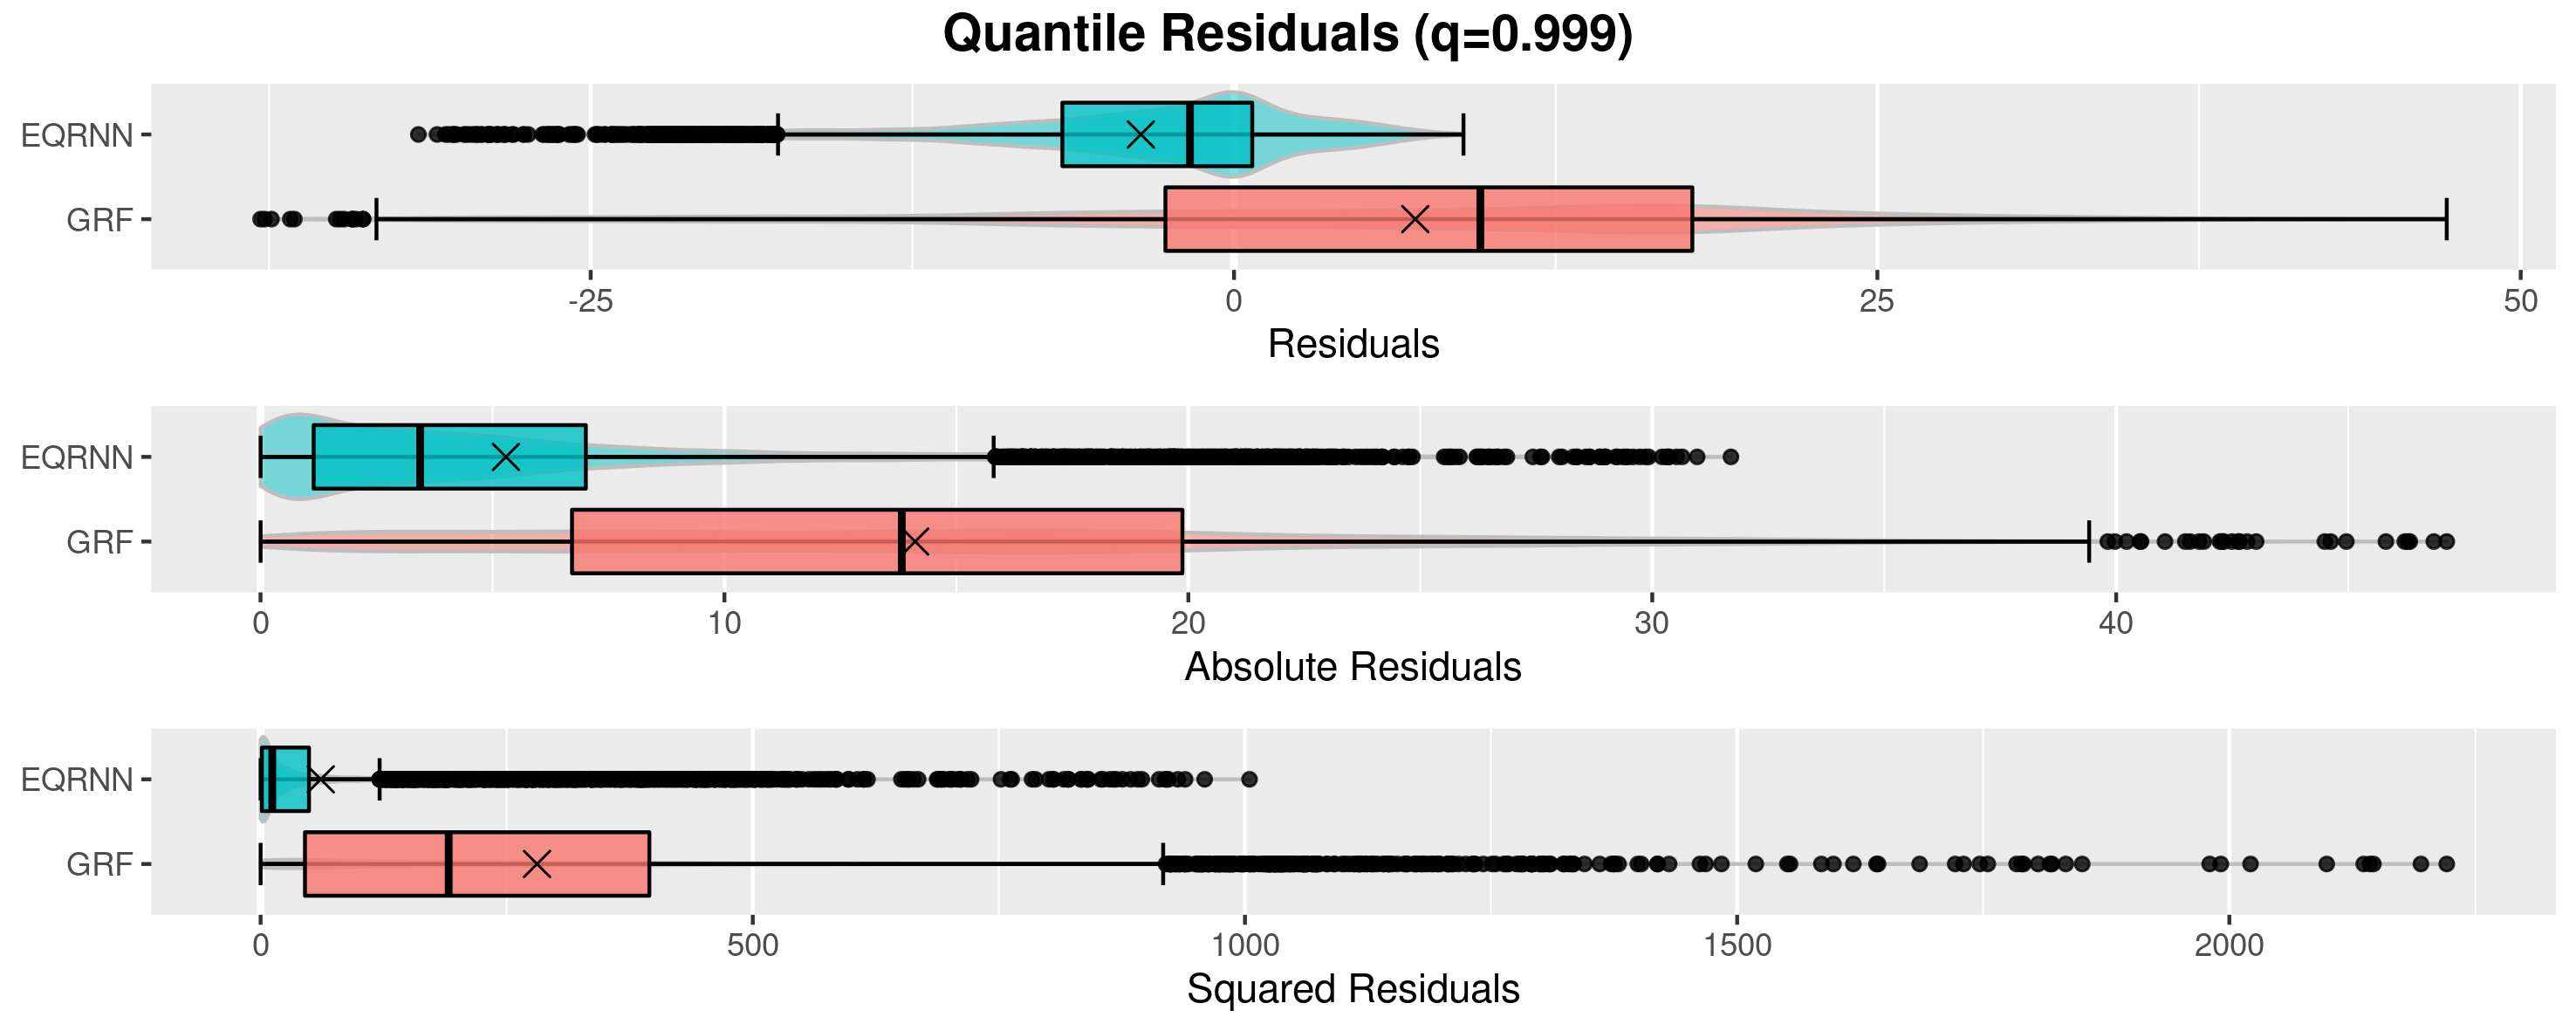 Quantile Residuals (q=0.999)
EQRNN
GRF
-25 0 25 50
Residuals
EQRNN
GRF
0 10 20 30 40
Absolute Residuals
EQRNN
GRF
0 500 1000 1500 2000
Squared Residuals